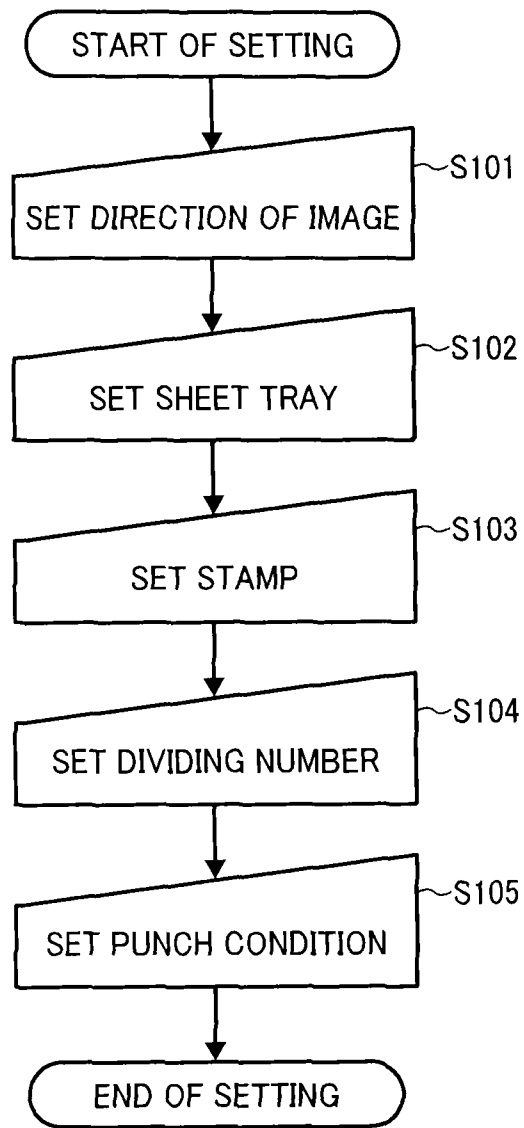 START OF SETTING
S101
SET DIRECTION OF IMAGE
S102
SET SHEET TRAY
S103
SET STAMP
S104
SET DIVIDING NUMBER
S105
SET PUNCH CONDITION
END OF SETTING